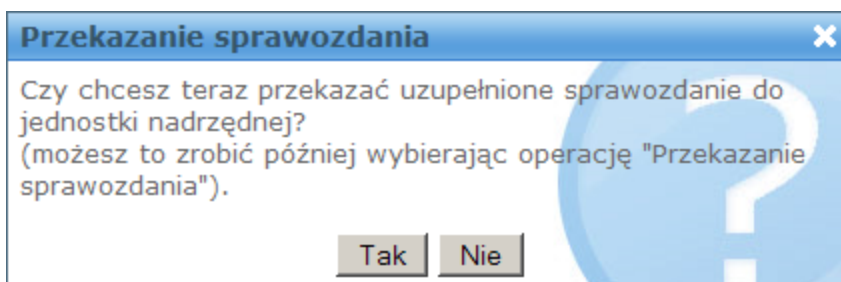 Przekazanie sprawozdania
Czy chcesz teraz przekazać uzupełnione sprawozdanie do
jednostki nadrzędnej?
(możesz to zrobić później wybierając operację "Przekazanie
sprawozdania").
Tak Nie